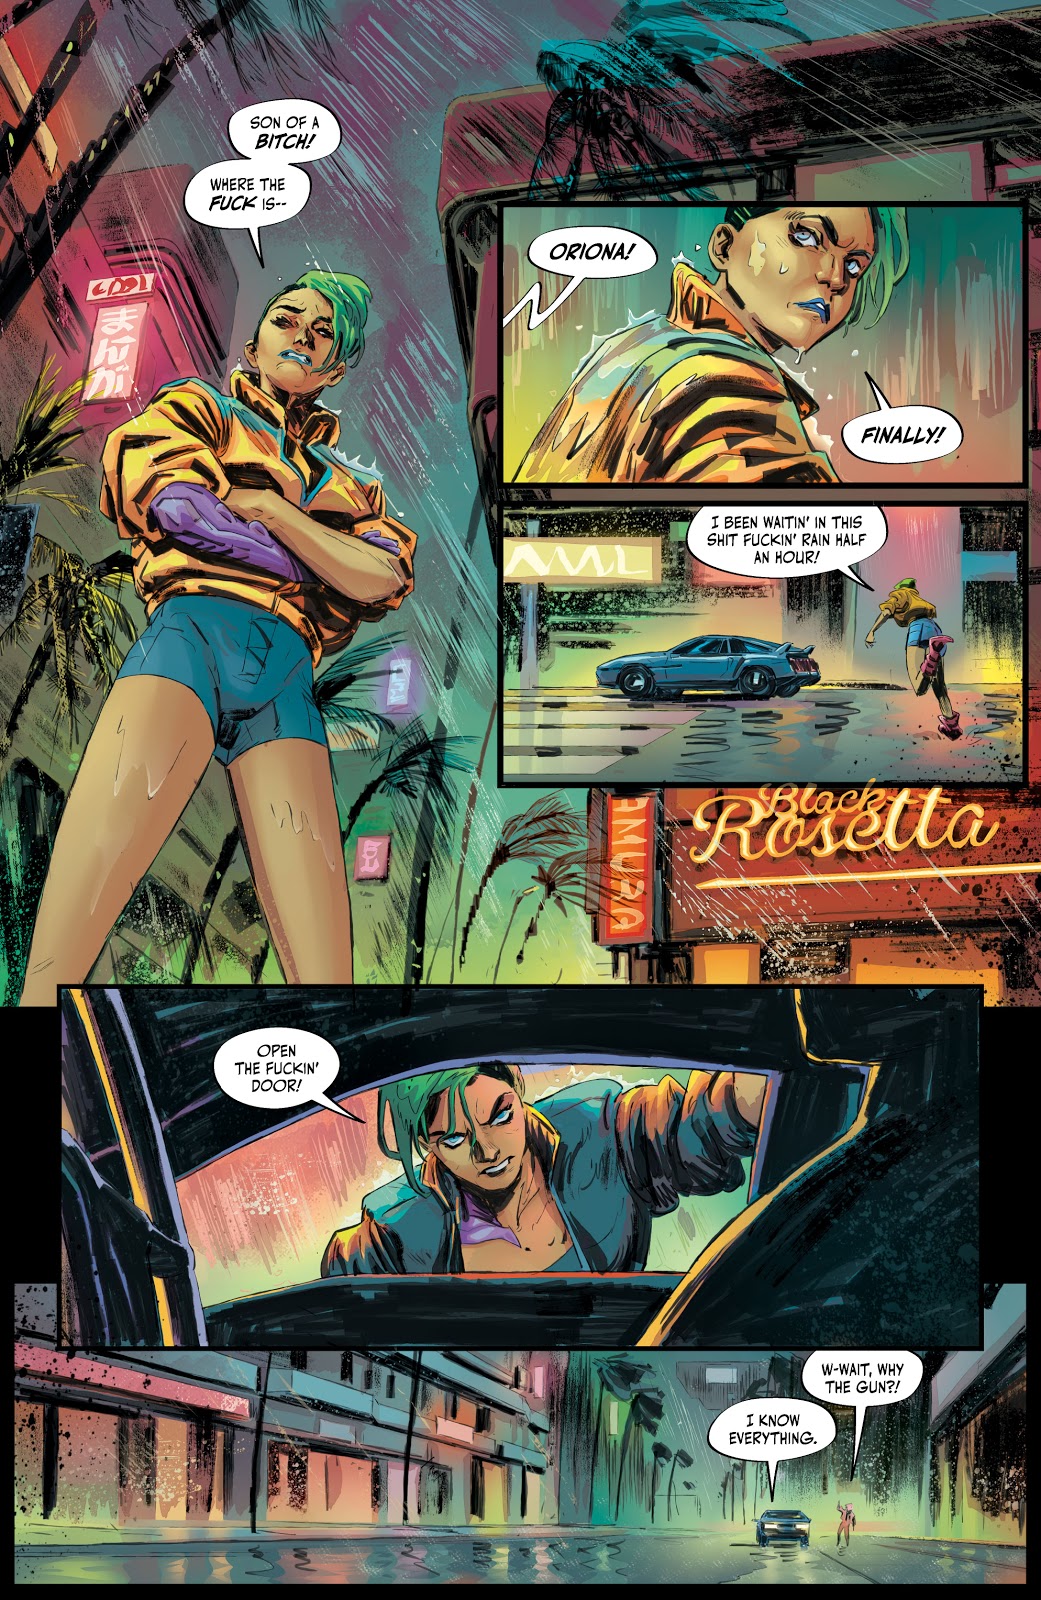 SON OF A
BITCH!
WHERE THE
FUCK IS--
まんが
ORIONA!
FINALLY!
I BEEN WAITIN' IN THIS
SHIT FUCKIN' RAIN HALF
AN HOUR!
Black
Rosetta
OPEN
THE FUCKIN'
DOOR!
W-WAIT, WHY
THE GUN?!
I KNOW
EVERYTHING.